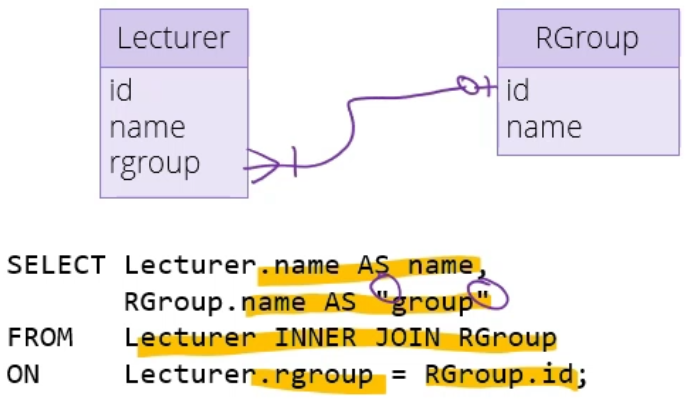 Lecturer
id
name
rgroup
RGroup
id
name
SELECT Lecturer.name AS name,
RGroup.name AS "group"
FROM Lecturer INNER JOIN RGroup
ON Lecturer.rgroup = RGroup.id;